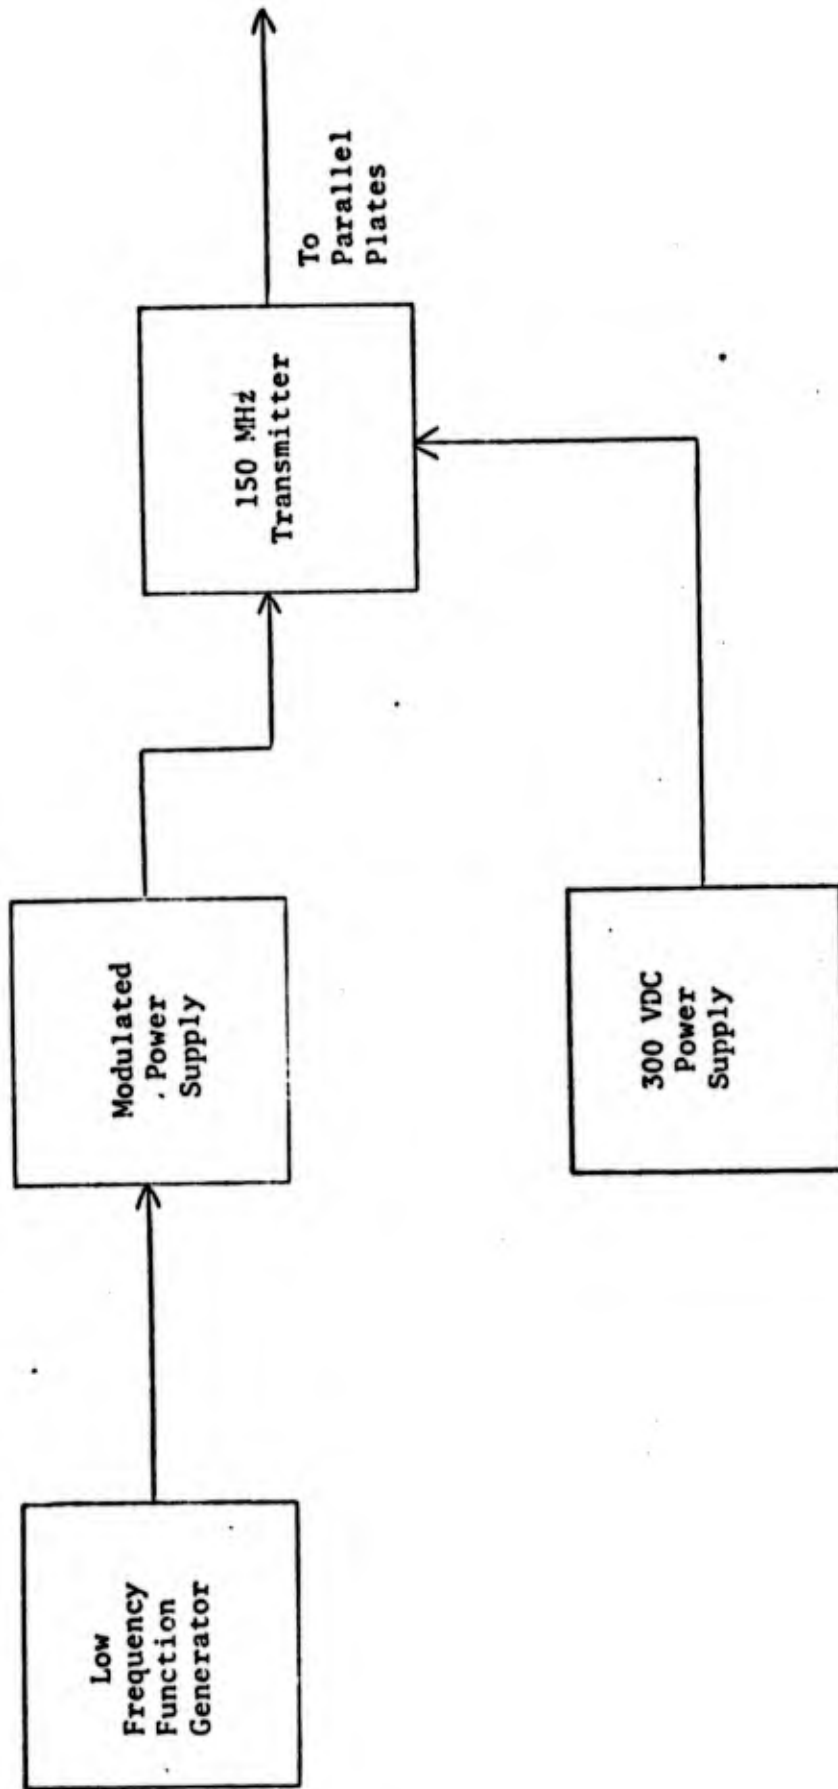 Low
Frequency
Function
Generator
Modulated
Power
Supply
150 MHz
Transmitter
To
Parallel
Plates
300 VDC
Power
Supply